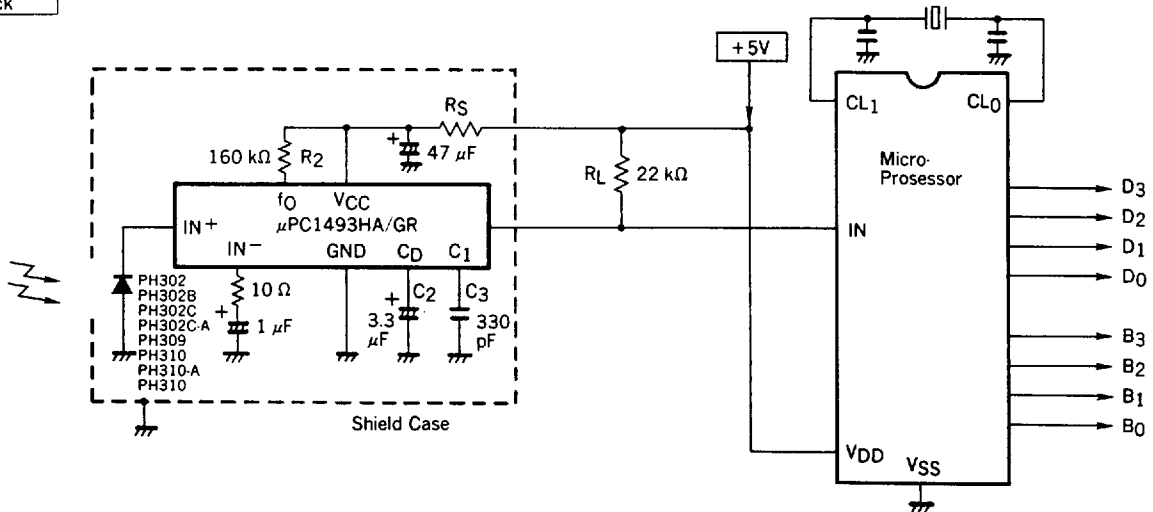 +5V
CL1
CL0
RS
160 kΩ R2
+
47 μF
RL
22 kΩ
Micro-
Prosessor
fO VCC
μPC1493HA/GR
IN+
IN−
GND
CD
C1
IN
D3
D2
D1
D0
PH302
PH302B
PH302C
PH302C-A
PH309
PH310
PH310-A
PH310
10 Ω
+
1 μF
+
C2
3.3
μF
C3
330
pF
B3
B2
B1
B0
Shield Case
VDD
VSS